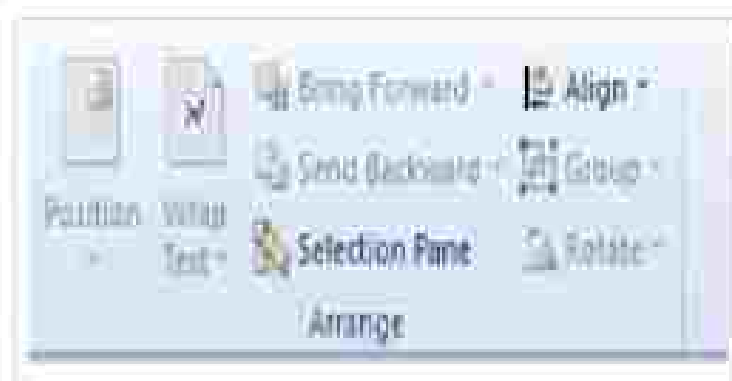 Position
Wrap
Text
Bring Forward
Send Backward
Selection Pane
Align
Group
Rotate
Arrange